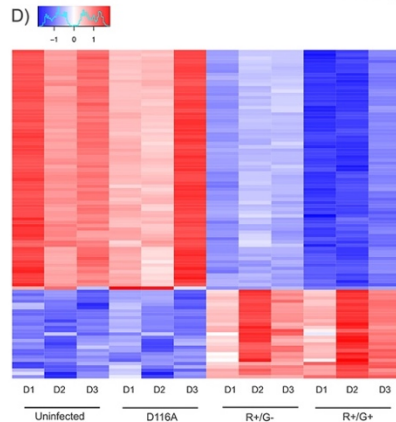 D)
-1 0 1
D1 D2 D3 D1 D2 D3 D1 D2 D3 D1 D2 D3
Uninfected D116A R+/G- R+/G+